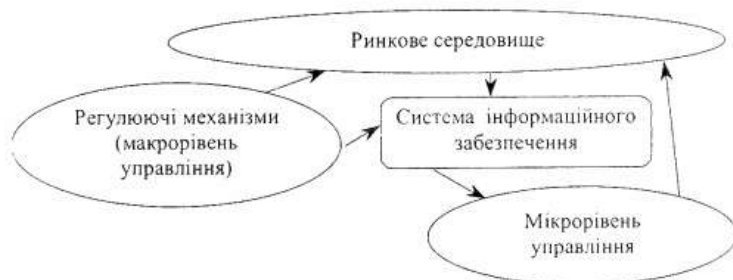 Ринкове середовище
Регулюючі механізми
(макрорівень
управління)
Система інформаційного
забезпечення
Мікрорівень
управління